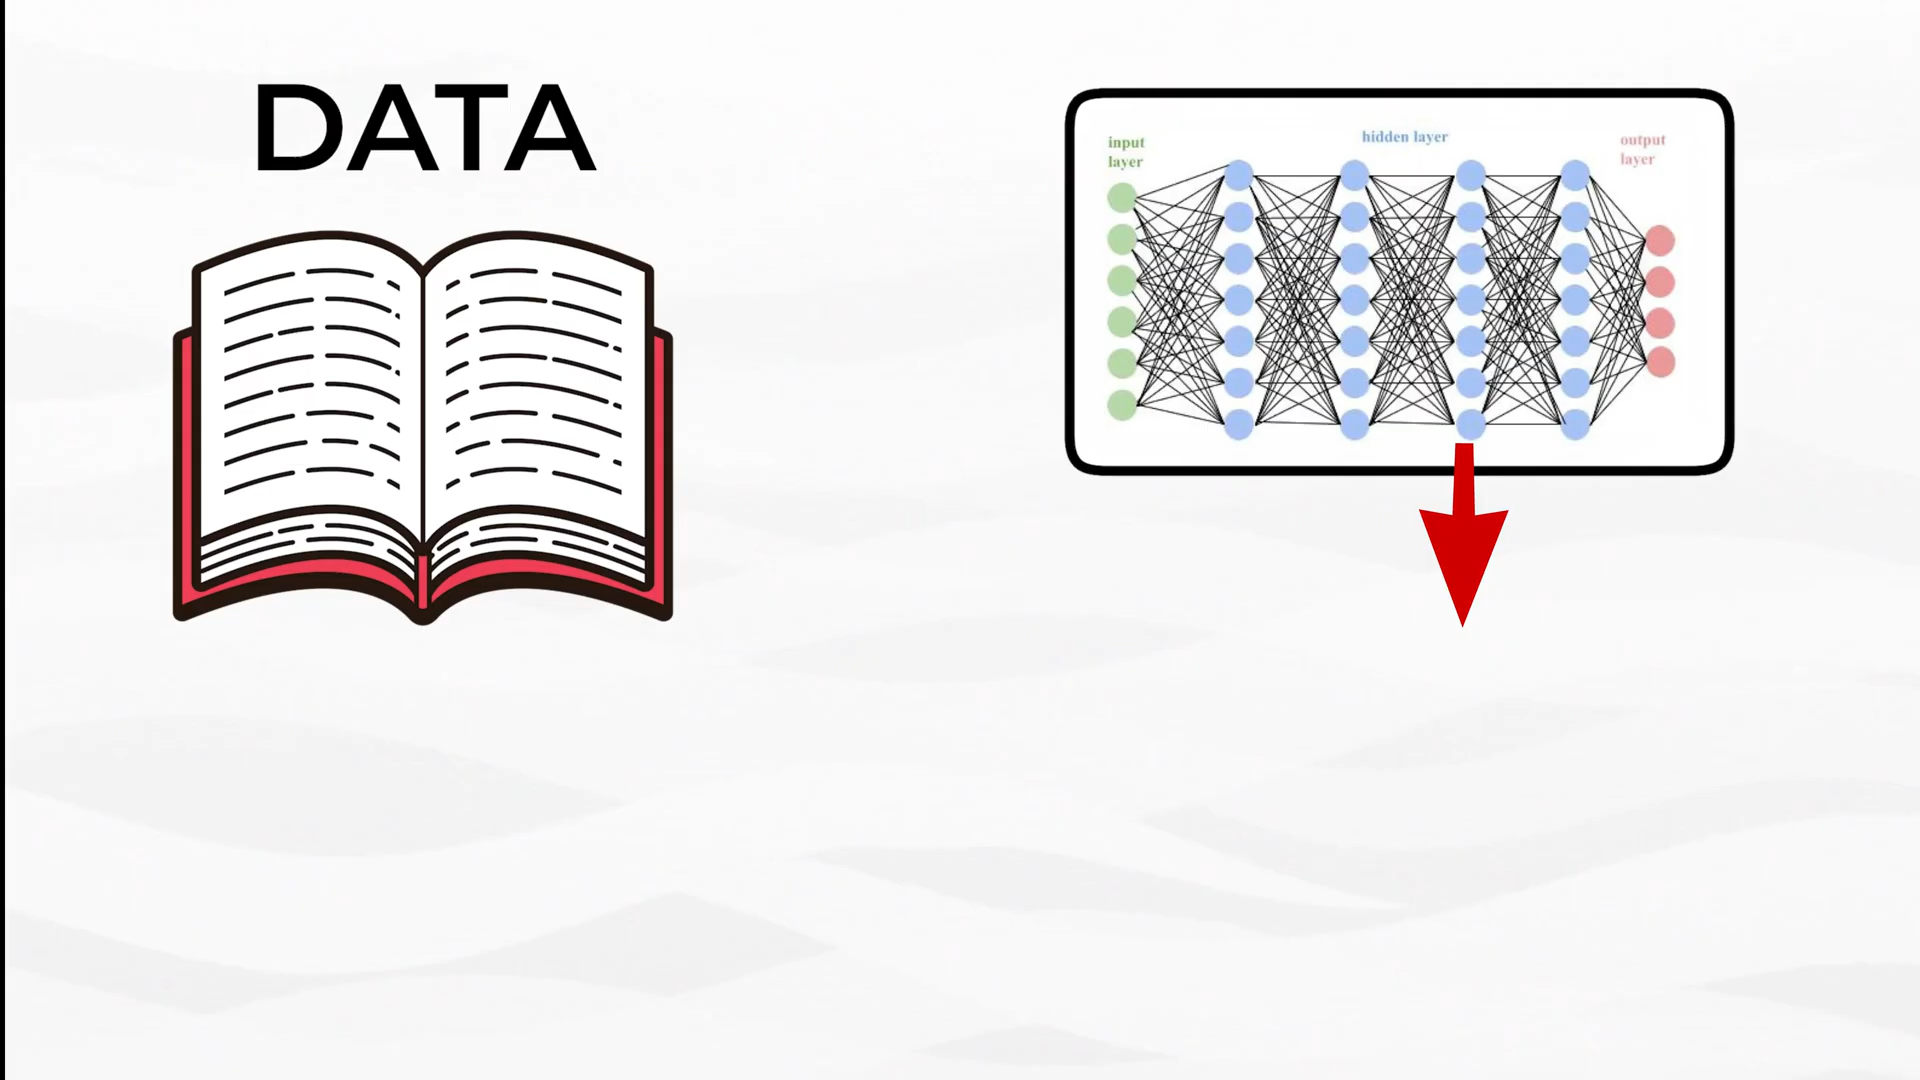 DATA
input
layer
hidden layer
output
layer